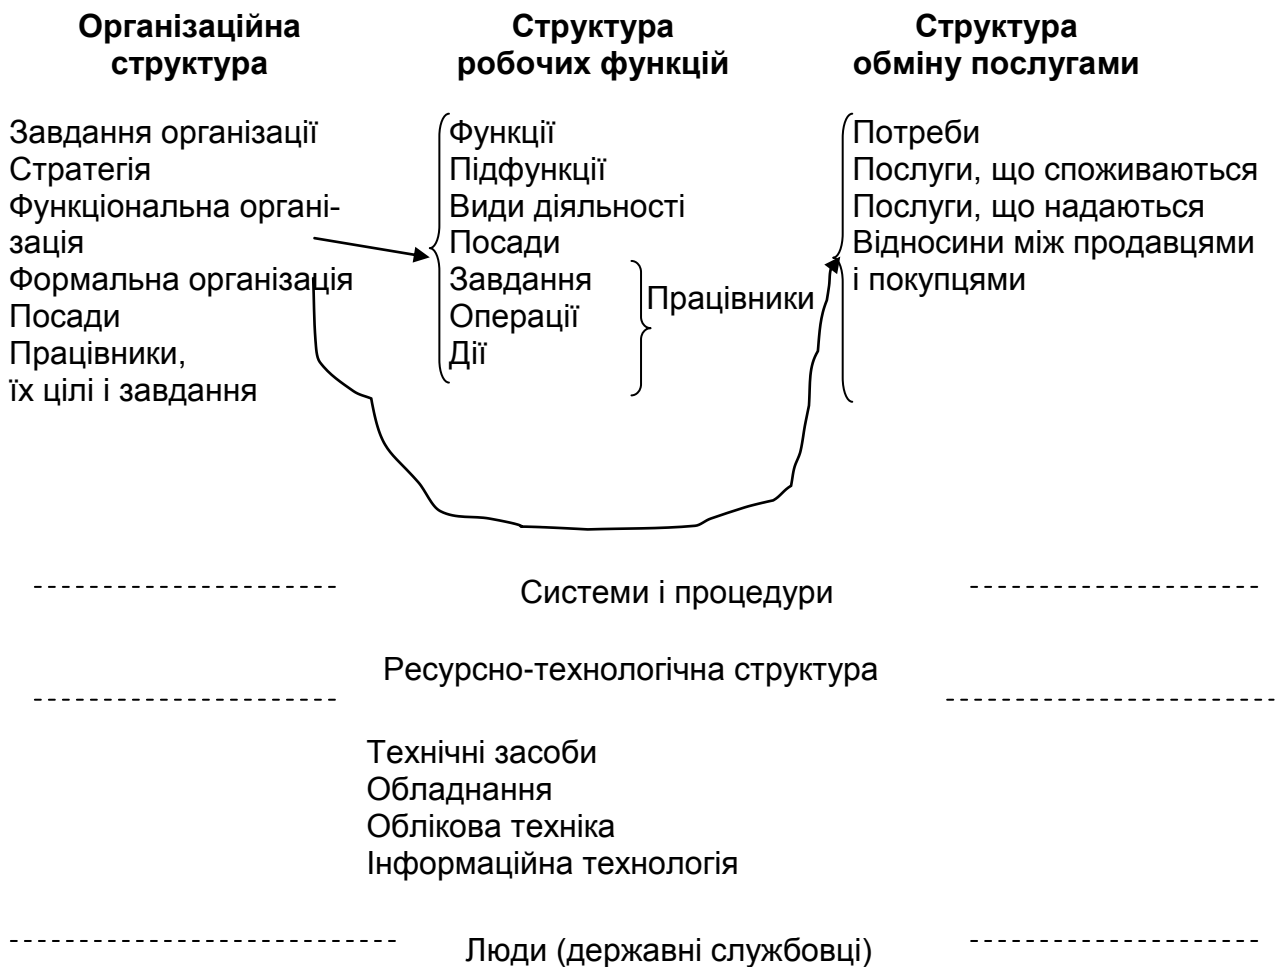 Організаційна
структура
Завдання організації
Стратегія
Функціональна органі-
зація
Формальна організація
Посади
Працівники,
їх цілі і завдання
Структура
робочих функцій
Функції
Підфункції
Види діяльності
Посади
Завдання
Операції
Дії
Працівники
Структура
обміну послугами
Потреби
Послуги, що споживаються
Послуги, що надаються
Відносини між продавцями
і покупцями
Системи і процедури
Ресурсно-технологічна структура
Технічні засоби
Обладнання
Облікова техніка
Інформаційна технологія
Люди (державні службовці)